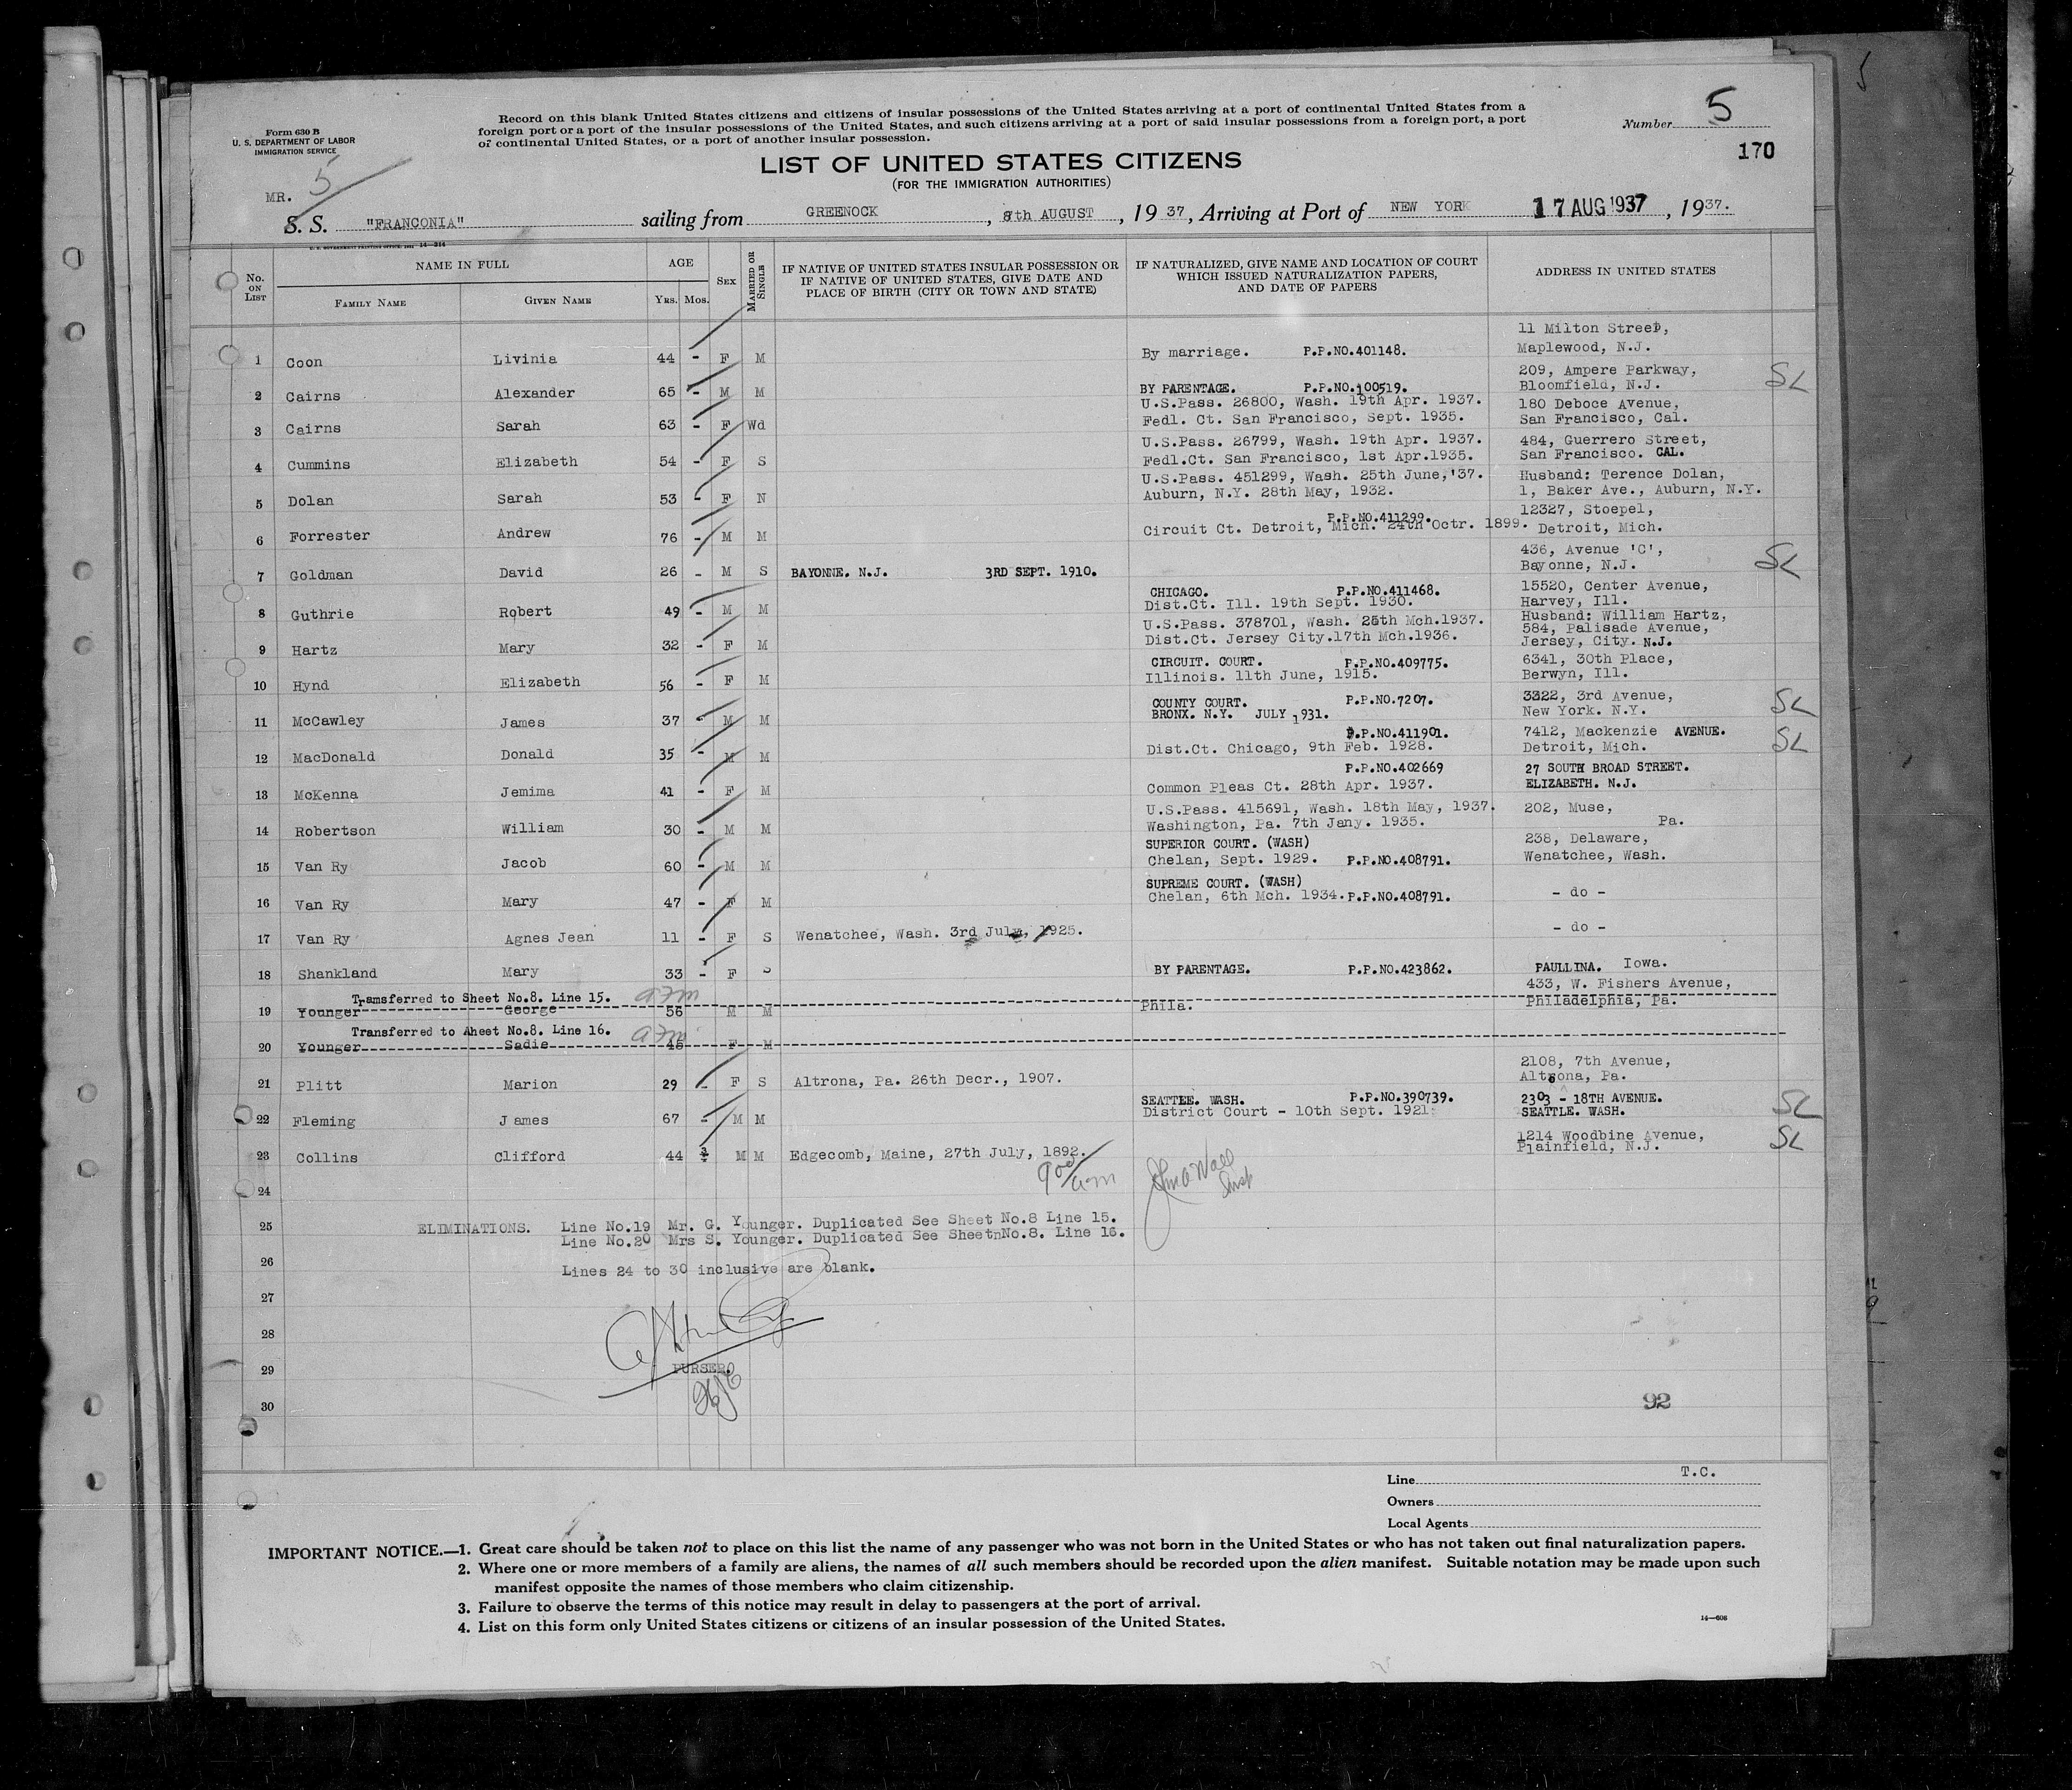 5
Form 630 B
U. S. DEPARTMENT OF LABOR
IMMIGRATION SERVICE
Record on this blank United States citizens and citizens of insular possessions of the United States arriving at a port of continental United States from a
foreign port or a port of the insular possessions of the United States, and such citizens arriving at a port of said insular possessions from a foreign port, a port
of continental United States, or a port of another insular possession.
Number 5
170
LIST OF UNITED STATES CITIZENS
(FOR THE IMMIGRATION AUTHORITIES)
5
MR.
S. S. "FRANCONIA" sailing from GREENOCK, 8th AUGUST, 19 37, Arriving at Port of NEW YORK 17 AUG 1937, 1937.
No. ON LIST
NAME IN FULL
FAMILY NAME
GIVEN NAME
AGE
YRS. MOS.
SEX
MARRIED OR SINGLE
IF NATIVE OF UNITED STATES INSULAR POSSESSION OR
IF NATIVE OF UNITED STATES, GIVE DATE AND
PLACE OF BIRTH (CITY OR TOWN AND STATE)
IF NATURALIZED, GIVE NAME AND LOCATION OF COURT
WHICH ISSUED NATURALIZATION PAPERS,
AND DATE OF PAPERS
ADDRESS IN UNITED STATES
11 Milton Street,
1 Coon Livinia 44 - F M By marriage. P.P.NO.401148. Maplewood, N.J.
209, Ampere Parkway,
2 Cairns Alexander 65 - M M BY PARENTAGE. P.P.NO.100519. Bloomfield, N.J. SL
U.S.Pass. 26800, Wash. 19th Apr. 1937. 180 Deboce Avenue,
3 Cairns Sarah 63 - F Wd Fedl. Ct. San Francisco, Sept. 1935. San Francisco, Cal.
U.S.Pass. 26799, Wash. 19th Apr. 1937. 484, Guerrero Street,
4 Cummins Elizabeth 54 - F S Fedl.Ct. San Francisco, 1st Apr.1935. San Francisco. CAL.
U.S.Pass. 451299, Wash. 25th June,'37. Husband: Terence Dolan,
5 Dolan Sarah 53 - F N Auburn, N.Y. 28th May, 1932. 1, Baker Ave., Auburn, N.Y.
P.P.NO.411299. 12327, Stoepel,
6 Forrester Andrew 76 - M M Circuit Ct. Detroit, Mich. 24th Octr. 1899. Detroit, Mich.
436, Avenue 'C',
7 Goldman David 26 - M S BAYONNE. N.J. 3RD SEPT. 1910. Bayonne, N.J. SL
CHICAGO. P.P.NO.411468. 15520, Center Avenue,
8 Guthrie Robert 49 - M M Dist.Ct. Ill. 19th Sept. 1930. Harvey, Ill.
U.S.Pass. 378701, Wash. 25th Mch.1937. Husband: William Hartz,
584, Palisade Avenue,
9 Hartz Mary 32 - F M Dist.Ct. Jersey City.17th Mch.1936. Jersey, City. N.J.
CIRCUIT. COURT. P.P.NO.409775. 6341, 30th Place,
10 Hynd Elizabeth 56 - F M Illinois. 11th June, 1915. Berwyn, Ill.
COUNTY COURT. P.P.NO.7207. 3322, 3rd Avenue,
11 McCawley James 37 - M M BRONX. N.Y. JULY 1931. New York. N.Y. SL
P.P.NO.411901. 7412, Mackenzie AVENUE.
12 MacDonald Donald 35 - M M Dist.Ct. Chicago, 9th Feb. 1928. Detroit, Mich. SL
P.P.NO.402669 27 SOUTH BROAD STREET.
13 McKenna Jemima 41 - F M Common Pleas Ct. 28th Apr. 1937. ELIZABETH. N.J.
U.S.Pass. 415691, Wash. 18th May, 1937. 202, Muse,
14 Robertson William 30 - M M Washington, Pa. 7th Jany. 1935. Pa.
SUPERIOR COURT. (WASH) 238, Delaware,
15 Van Ry Jacob 60 - M M Chelan, Sept. 1929. P.P.NO.408791. Wenatchee, Wash.
SUPREME COURT. (WASH)
16 Van Ry Mary 47 - F M Chelan, 6th Mch. 1934. P.P.NO.408791. - do -
17 Van Ry Agnes Jean 11 - F S Wenatchee, Wash. 3rd July, 1925. - do -
18 Shankland Mary 33 - F S BY PARENTAGE. P.P.NO.423862. PAULLINA. Iowa.
Tramsferred to Sheet No.8. Line 15. 433, W. Fishers Avenue,
19 Younger George 56 M M Phila. Philadelphia, Pa.
Transferred to Aheet No.8. Line 16.
20 Younger Sadie 45 F M
2108, 7th Avenue,
21 Plitt Marion 29 - F S Altrona, Pa. 26th Decr., 1907. Altoona, Pa.
SEATTLE. WASH. P.P.NO.390739. 2303 - 18TH AVENUE.
22 Fleming James 67 - M M District Court - 10th Sept. 1921. SEATTLE. WASH. SL
1214 Woodbine Avenue,
23 Collins Clifford 44 M M Edgecomb, Maine, 27th July, 1892. Plainfield, N.J. SL
24
25 ELIMINATIONS. Line No.19 Mr. G. Younger. Duplicated See Sheet No.8 Line 15.
Line No.20 Mrs S. Younger. Duplicated See SheetnNo.8. Line 16.
26 Lines 24 to 30 inclusive are blank.
27
28
29 PURSER.
30
92
Line T.C.
Owners
Local Agents
IMPORTANT NOTICE.—1. Great care should be taken not to place on this list the name of any passenger who was not born in the United States or who has not taken out final naturalization papers.
2. Where one or more members of a family are aliens, the names of all such members should be recorded upon the alien manifest. Suitable notation may be made upon such
manifest opposite the names of those members who claim citizenship.
3. Failure to observe the terms of this notice may result in delay to passengers at the port of arrival.
4. List on this form only United States citizens or citizens of an insular possession of the United States.
14—608